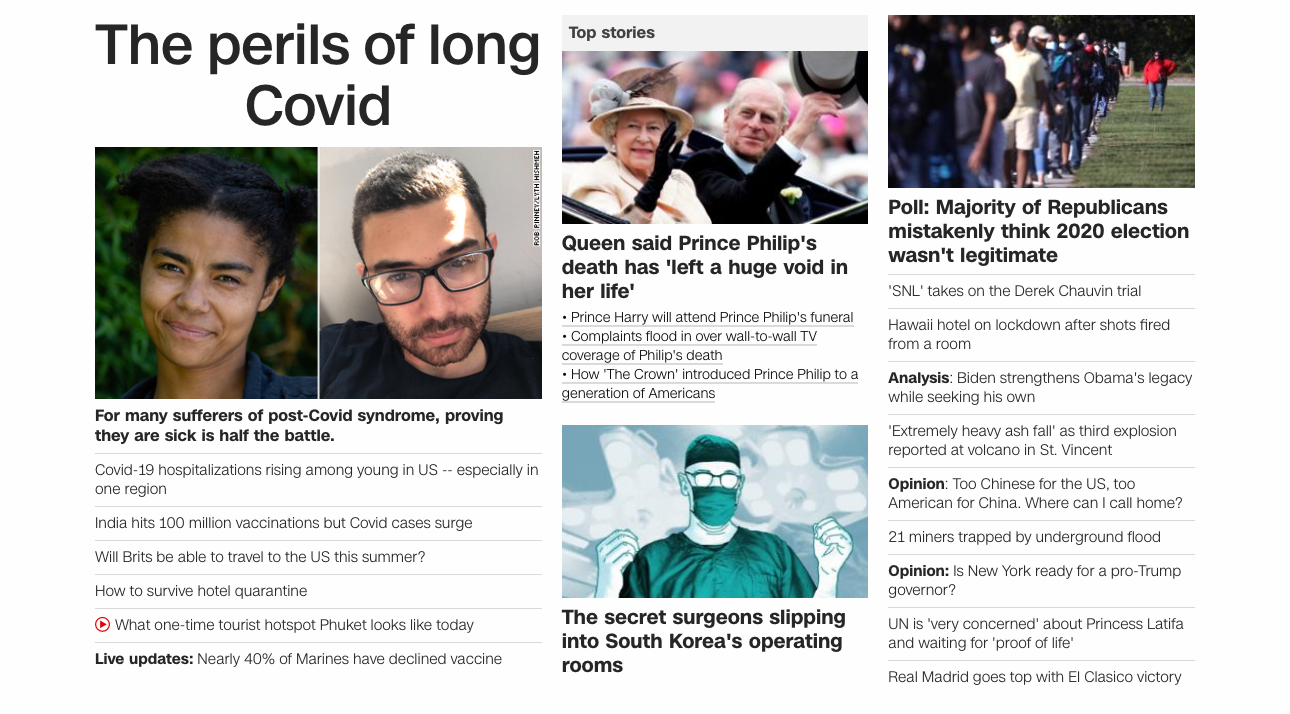 The perils of long
Covid
ROB PINNEY/LYTH HISHMEH
For many sufferers of post-Covid syndrome, proving
they are sick is half the battle.
Covid-19 hospitalizations rising among young in US -- especially in
one region
India hits 100 million vaccinations but Covid cases surge
Will Brits be able to travel to the US this summer?
How to survive hotel quarantine
What one-time tourist hotspot Phuket looks like today
Live updates: Nearly 40% of Marines have declined vaccine
Top stories
Queen said Prince Philip's
death has 'left a huge void in
her life'
• Prince Harry will attend Prince Philip's funeral
• Complaints flood in over wall-to-wall TV
coverage of Philip's death
• How 'The Crown' introduced Prince Philip to a
generation of Americans
The secret surgeons slipping
into South Korea's operating
rooms
Poll: Majority of Republicans
mistakenly think 2020 election
wasn't legitimate
'SNL' takes on the Derek Chauvin trial
Hawaii hotel on lockdown after shots fired
from a room
Analysis: Biden strengthens Obama's legacy
while seeking his own
'Extremely heavy ash fall' as third explosion
reported at volcano in St. Vincent
Opinion: Too Chinese for the US, too
American for China. Where can I call home?
21 miners trapped by underground flood
Opinion: Is New York ready for a pro-Trump
governor?
UN is 'very concerned' about Princess Latifa
and waiting for 'proof of life'
Real Madrid goes top with El Clasico victory